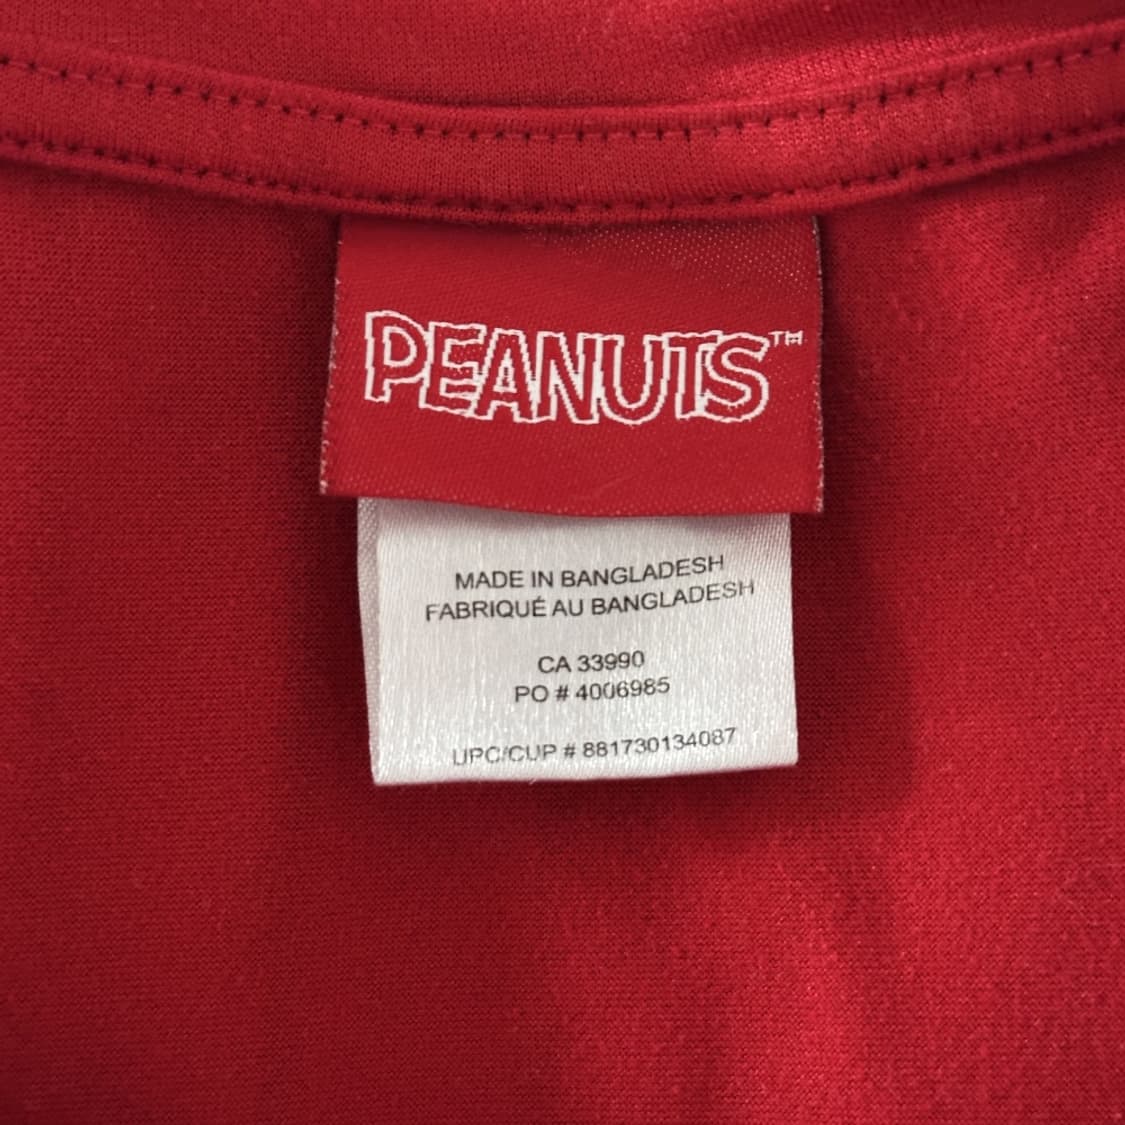 PEANUTS™
MADE IN BANGLADESH
FABRIQUÉ AU BANGLADESH
CA 33990
PO # 4006985
UPC/CUP # 881730134087